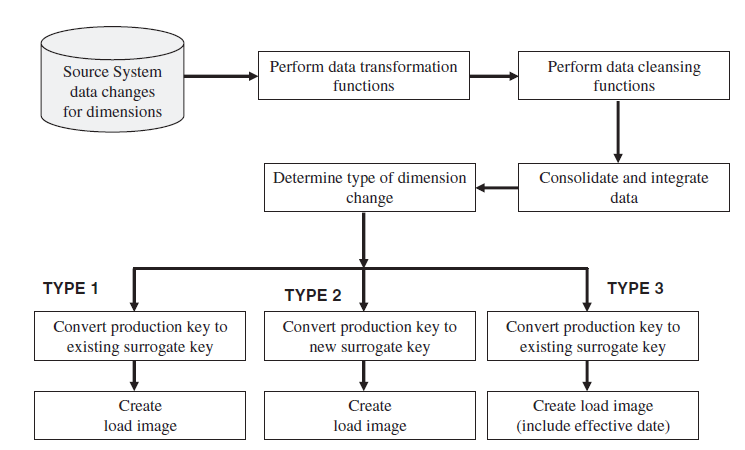 Source System
data changes
for dimensions
Perform data transformation
functions
Perform data cleansing
functions
Determine type of dimension
change
Consolidate and integrate
data
TYPE 1
TYPE 2
TYPE 3
Convert production key to
existing surrogate key
Convert production key to
new surrogate key
Convert production key to
existing surrogate key
Create
load image
Create
load image
Create load image
(include effective date)